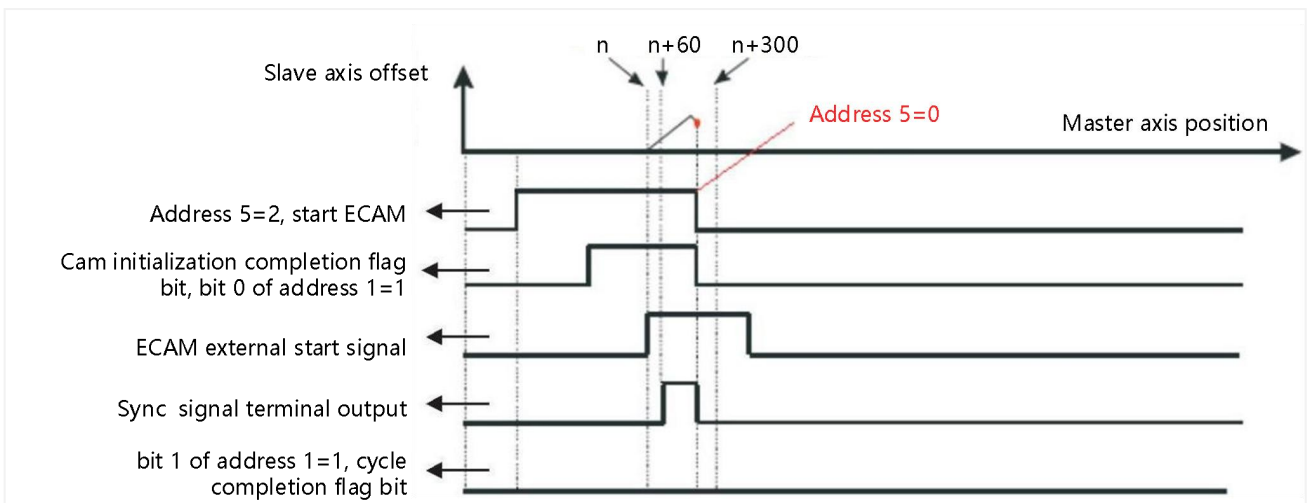 n
n+60
n+300
Slave axis offset
Address 5=0
Master axis position
Address 5=2, start ECAM
Cam initialization completion flag
bit, bit 0 of address 1=1
ECAM external start signal
Sync signal terminal output
bit 1 of address 1=1, cycle
completion flag bit